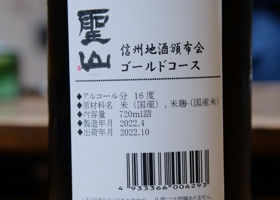 聖山
信州地酒頒布会
ゴールドコース
◆アルコール分 16度
◆原材料名 米(国産),米麹(国産米)
◆内容量 720ml詰
◆製造年月 2022.4
◆出荷年月 2022.10
4933366006293